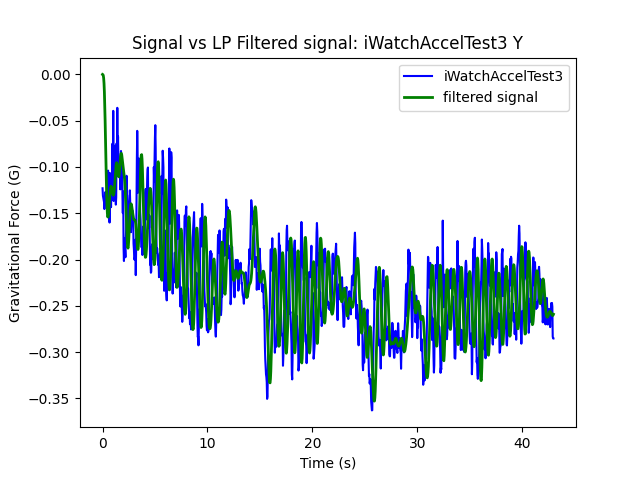 Signal vs LP Filtered signal: iWatchAccelTest3 Y
iWatchAccelTest3
filtered signal
Gravitational Force (G)
0.00
−0.05
−0.10
−0.15
−0.20
−0.25
−0.30
−0.35
0 10 20 30 40
Time (s)